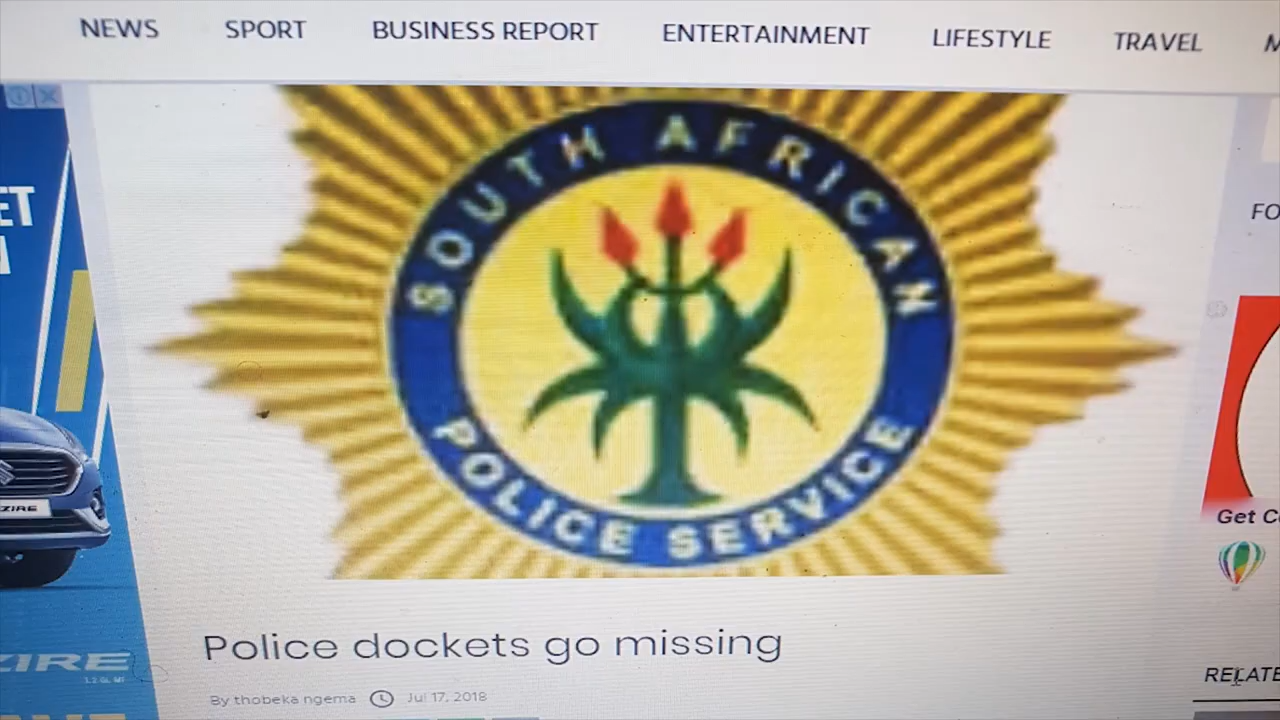 NEWS SPORT BUSINESS REPORT ENTERTAINMENT LIFESTYLE TRAVEL
SOUTH AFRICAN
POLICE SERVICE
ZIRE
Get
Police dockets go missing
By thobeka ngema Jul 17, 2018